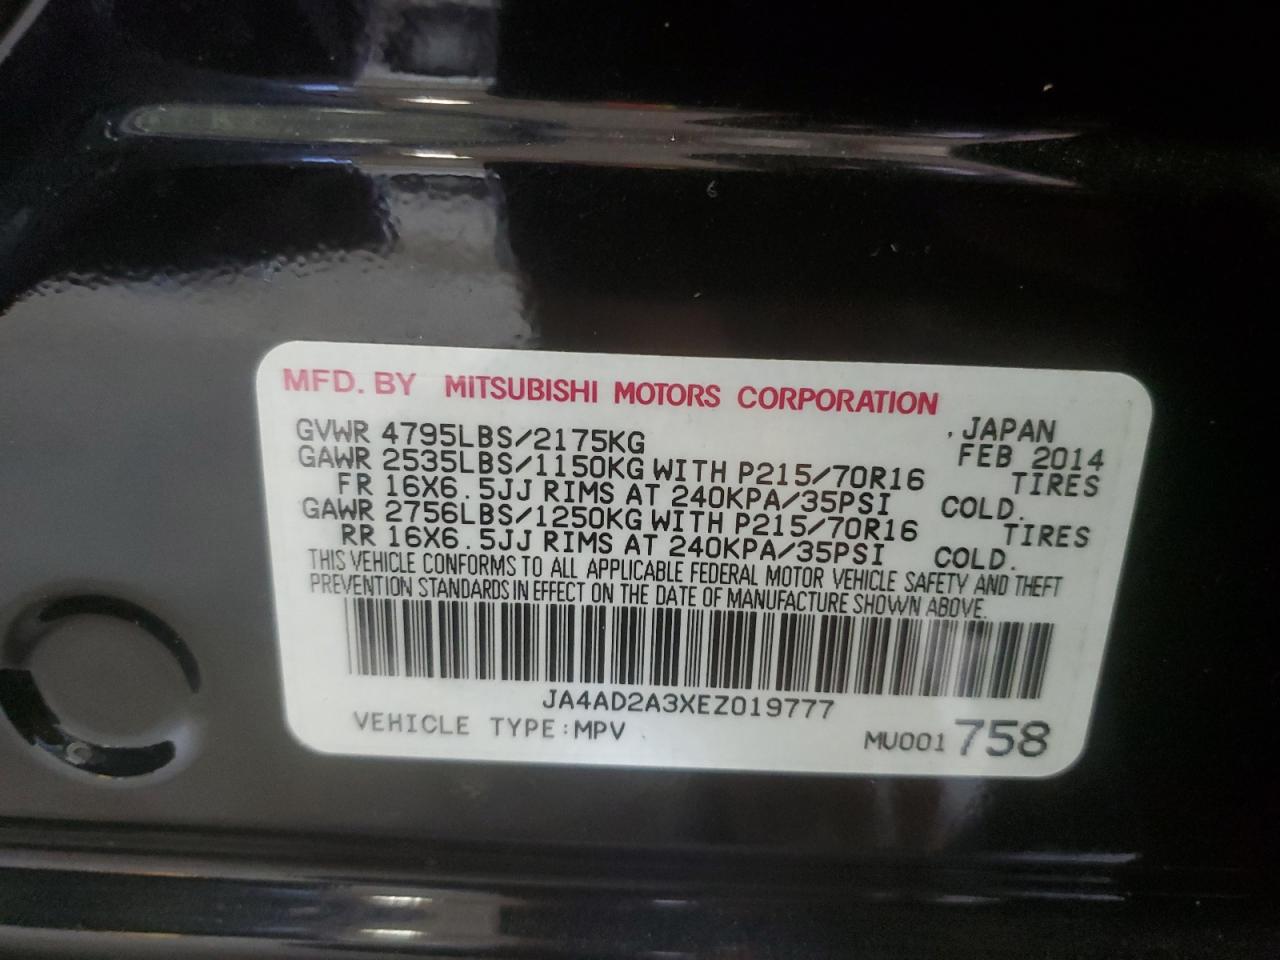 MFD. BY MITSUBISHI MOTORS CORPORATION
GVWR 4795LBS/2175KG . JAPAN
FEB 2014
GAWR 2535LBS/1150KG WITH P215/70R16 TIRES
FR 16X6.5JJ RIMS AT 240KPA/35PSI COLD.
GAWR 2756LBS/1250KG WITH P215/70R16 TIRES
RR 16X6.5JJ RIMS AT 240KPA/35PSI COLD.
THIS VEHICLE CONFORMS TO ALL APPLICABLE FEDERAL MOTOR VEHICLE SAFETY AND THEFT
PREVENTION STANDARDS IN EFFECT ON THE DATE OF MANUFACTURE SHOWN ABOVE.
JA4AD2A3XEZ019777
VEHICLE TYPE:MPV
MU001 758